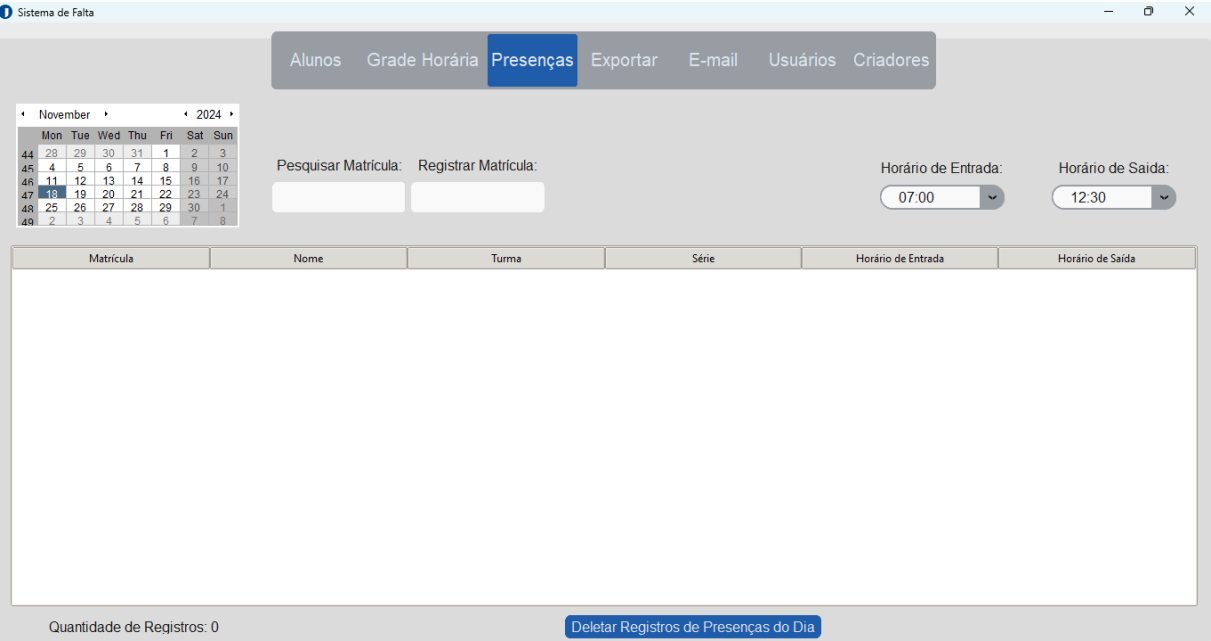 Sistema de Falta
Alunos Grade Horária Presenças Exportar E-mail Usuários Criadores
November 2024
Mon Tue Wed Thu Fri Sat Sun
44 28 29 30 31 1 2 3
45 4 5 6 7 8 9 10
46 11 12 13 14 15 16 17
47 18 19 20 21 22 23 24
48 25 26 27 28 29 30 1
49 2 3 4 5 6 7 8
Pesquisar Matrícula: Registrar Matrícula:
Horário de Entrada: Horário de Saida:
07:00 12:30
Matrícula Nome Turma Série Horário de Entrada Horário de Saída
Quantidade de Registros: 0 Deletar Registros de Presenças do Dia